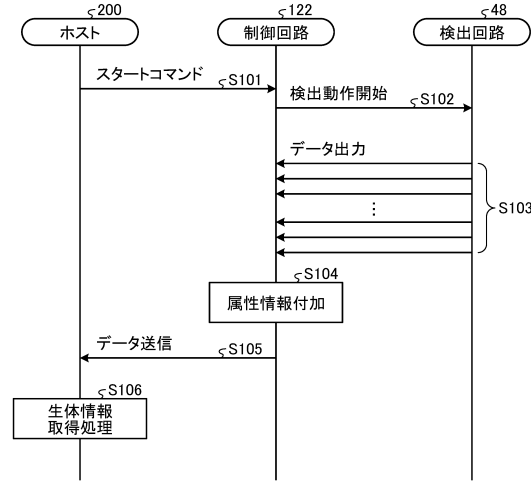 200
122
48
ホスト
制御回路
検出回路
スタートコマンド
S101
検出動作開始
S102
データ出力
S103
S104
属性情報付加
データ送信
S105
S106
生体情報
取得処理